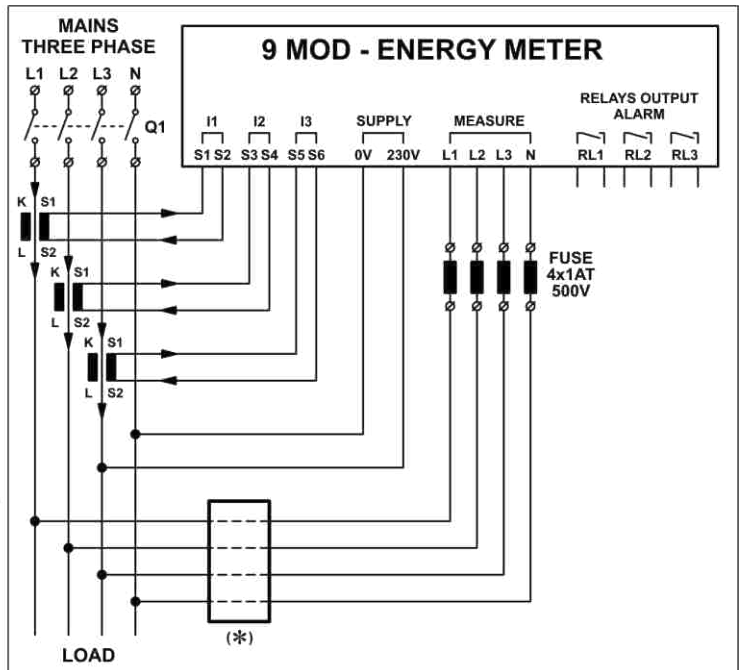 MAINS
THREE PHASE
L1 L2 L3 N
Q1
9 MOD - ENERGY METER
I1 I2 I3 SUPPLY MEASURE
RELAYS OUTPUT
ALARM
S1 S2 S3 S4 S5 S6 0V 230V L1 L2 L3 N RL1 RL2 RL3
K S1
L S2
K S1
L S2
K S1
L S2
FUSE
4x1AT
500V
(*)
LOAD